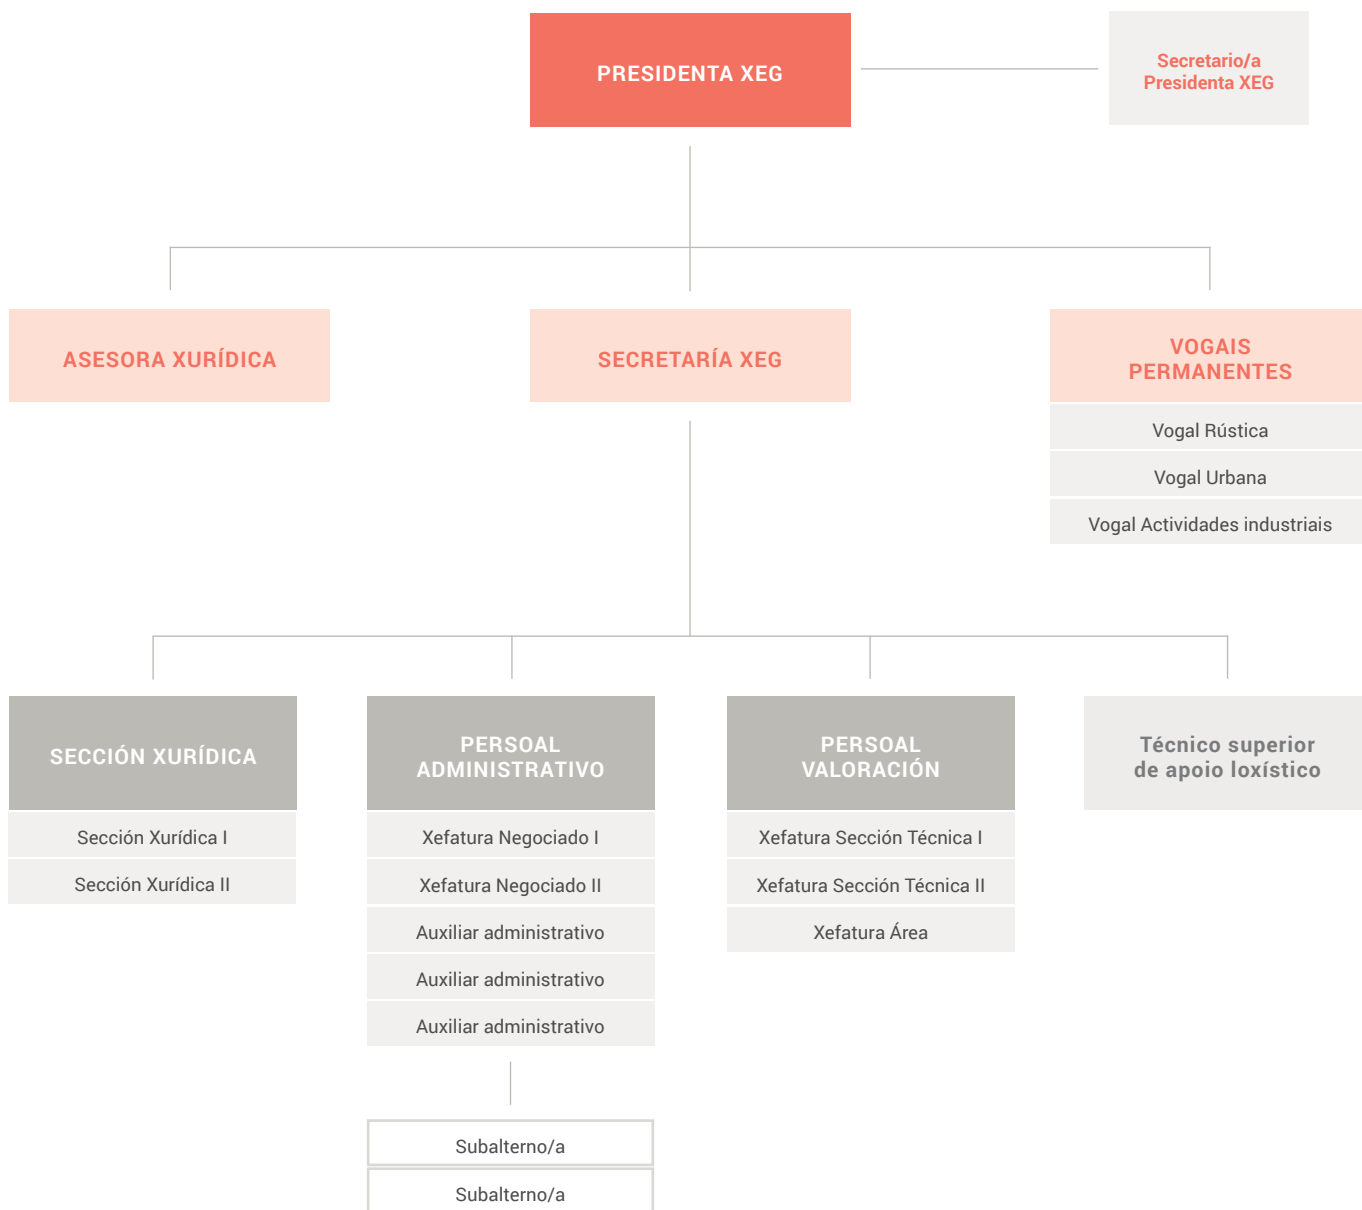 PRESIDENTA XEG
Secretario/a
Presidenta XEG
ASESORA XURÍDICA
SECRETARÍA XEG
VOGAIS
PERMANENTES
Vogal Rústica
Vogal Urbana
Vogal Actividades industriais
SECCIÓN XURÍDICA
Sección Xurídica I
Sección Xurídica II
PERSOAL
ADMINISTRATIVO
Xefatura Negociado I
Xefatura Negociado II
Auxiliar administrativo
Auxiliar administrativo
Auxiliar administrativo
Subalterno/a
Subalterno/a
PERSOAL
VALORACIÓN
Xefatura Sección Técnica I
Xefatura Sección Técnica II
Xefatura Área
Técnico superior
de apoio loxístico